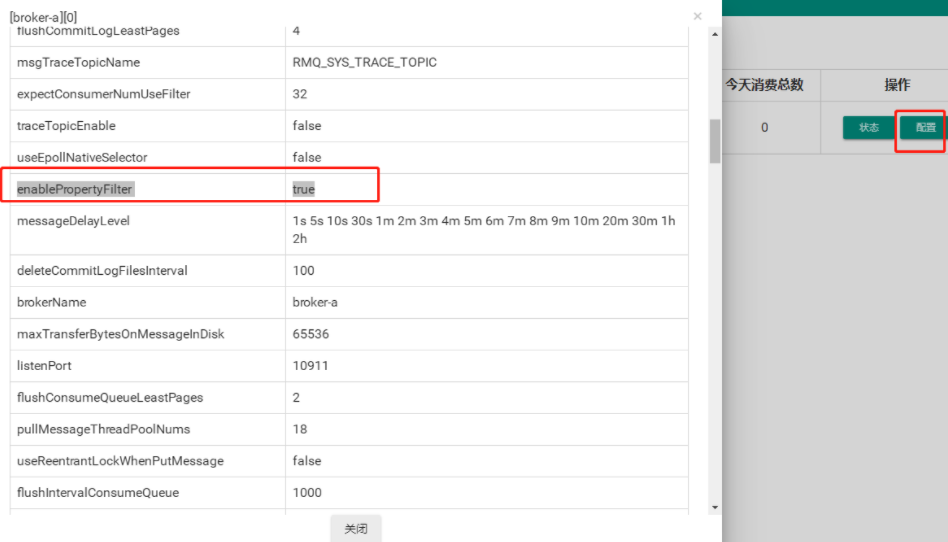 [broker-a][0] ×
flushCommitLogLeastPages 4
msgTraceTopicName RMQ_SYS_TRACE_TOPIC
expectConsumerNumUseFilter 32
traceTopicEnable false
useEpollNativeSelector false
enablePropertyFilter true
messageDelayLevel 1s 5s 10s 30s 1m 2m 3m 4m 5m 6m 7m 8m 9m 10m 20m 30m 1h
2h
deleteCommitLogFilesInterval 100
brokerName broker-a
maxTransferBytesOnMessageInDisk 65536
listenPort 10911
flushConsumeQueueLeastPages 2
pullMessageThreadPoolNums 18
useReentrantLockWhenPutMessage false
flushIntervalConsumeQueue 1000
关闭
今天消费总数 操作
0 状态 配置